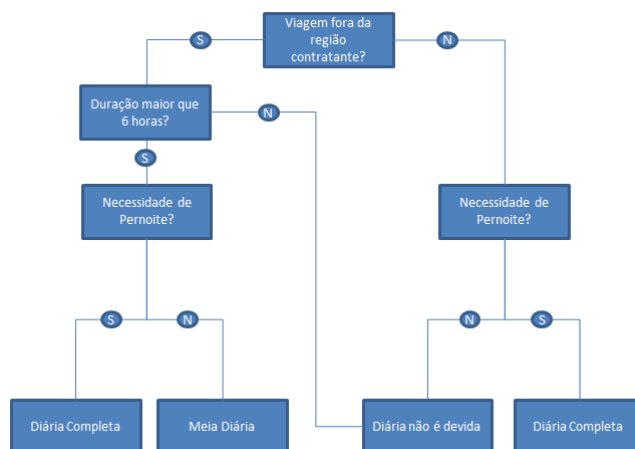 Viagem fora da
região
contratante?
S
N
Duração maior que
6 horas?
N
S
Necessidade de
Pernoite?
Necessidade de
Pernoite?
S
N
N
S
Diária Completa
Meia Diária
Diária não é devida
Diária Completa